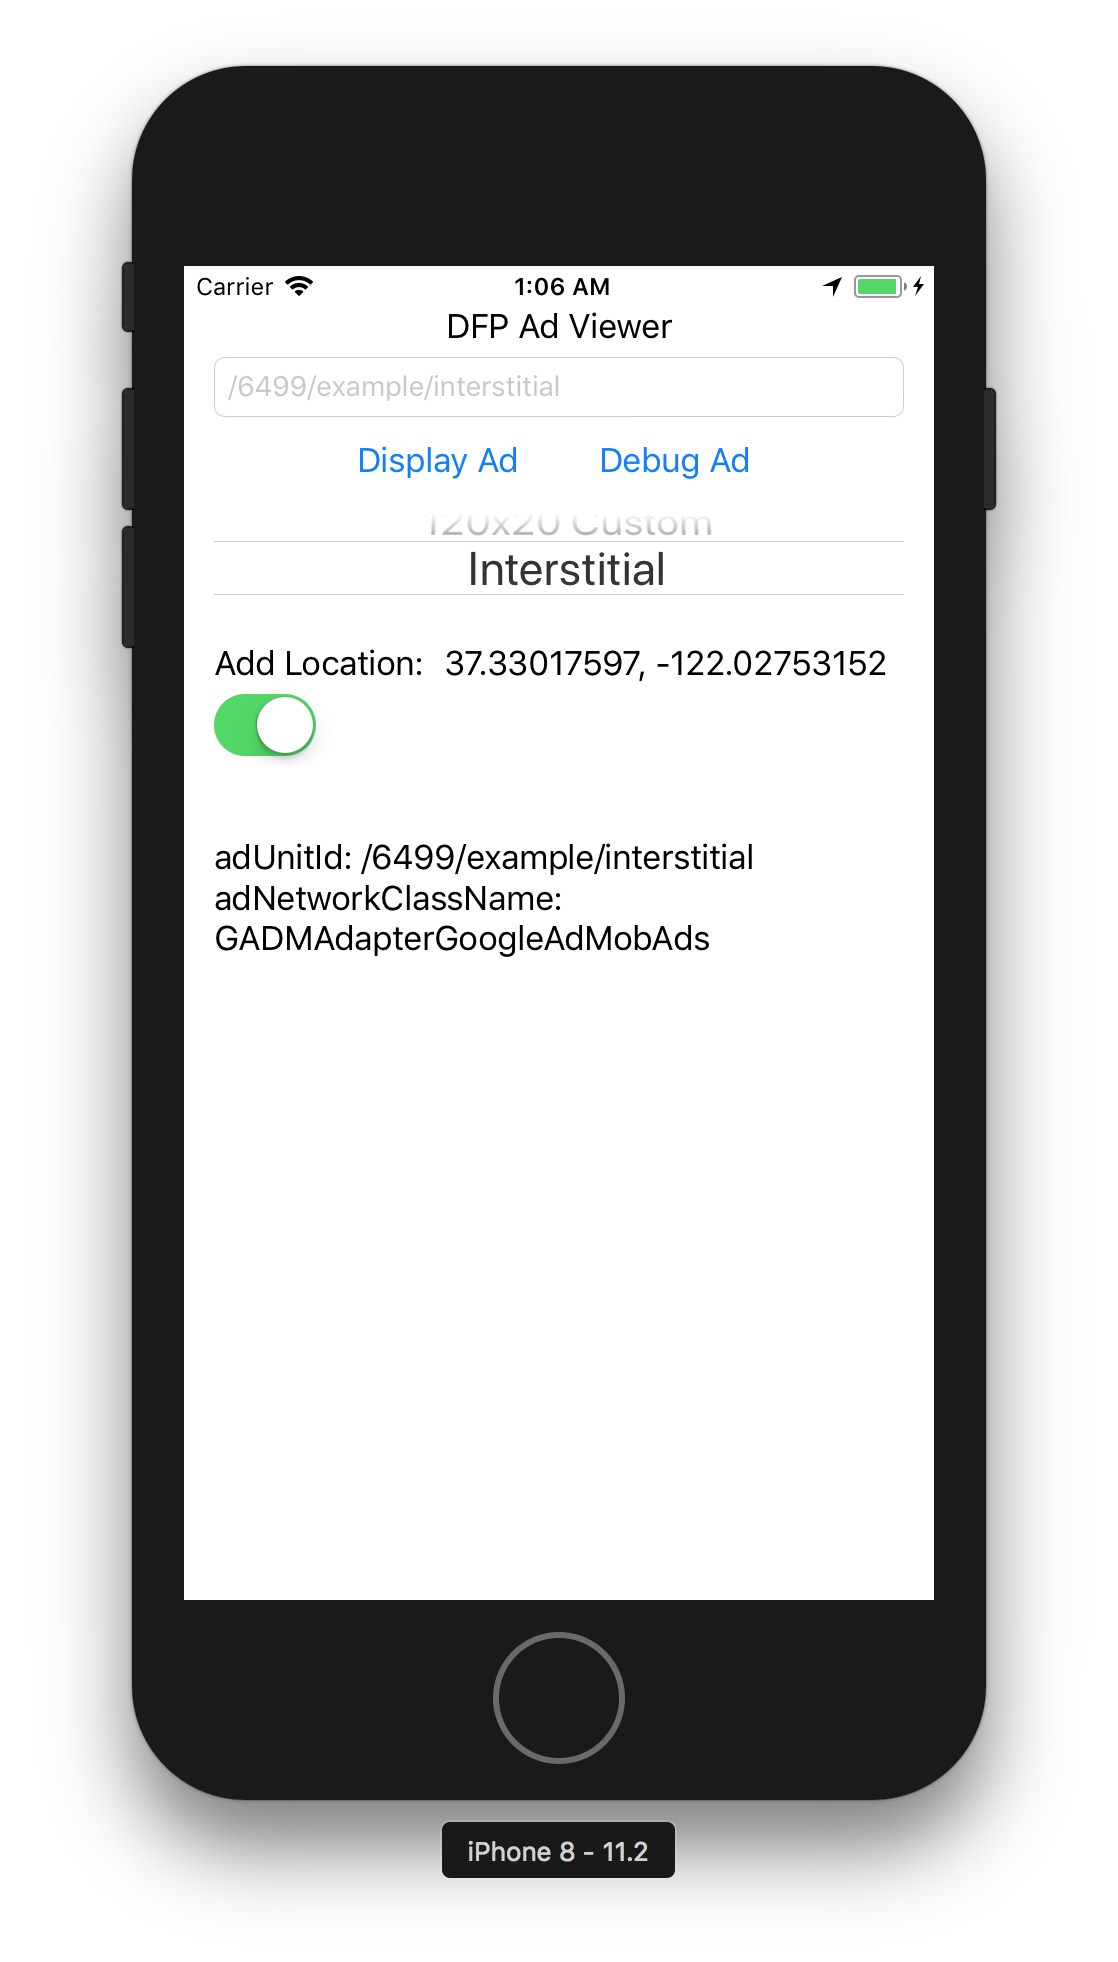 Carrier 1:06 AM
DFP Ad Viewer
/6499/example/interstitial
Display Ad Debug Ad
120x20 Custom
Interstitial
Add Location: 37.33017597, -122.02753152
adUnitId: /6499/example/interstitial
adNetworkClassName:
GADMAdapterGoogleAdMobAds
iPhone 8 - 11.2